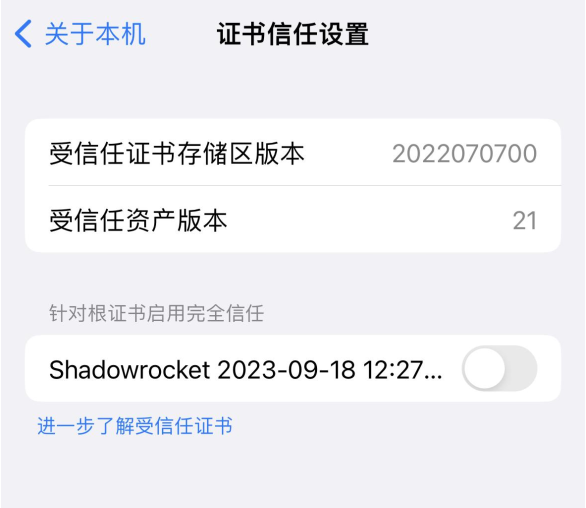 关于本机 证书信任设置
受信任证书存储区版本 2022070700
受信任资产版本 21
针对根证书启用完全信任
Shadowrocket 2023-09-18 12:27...
进一步了解受信任证书